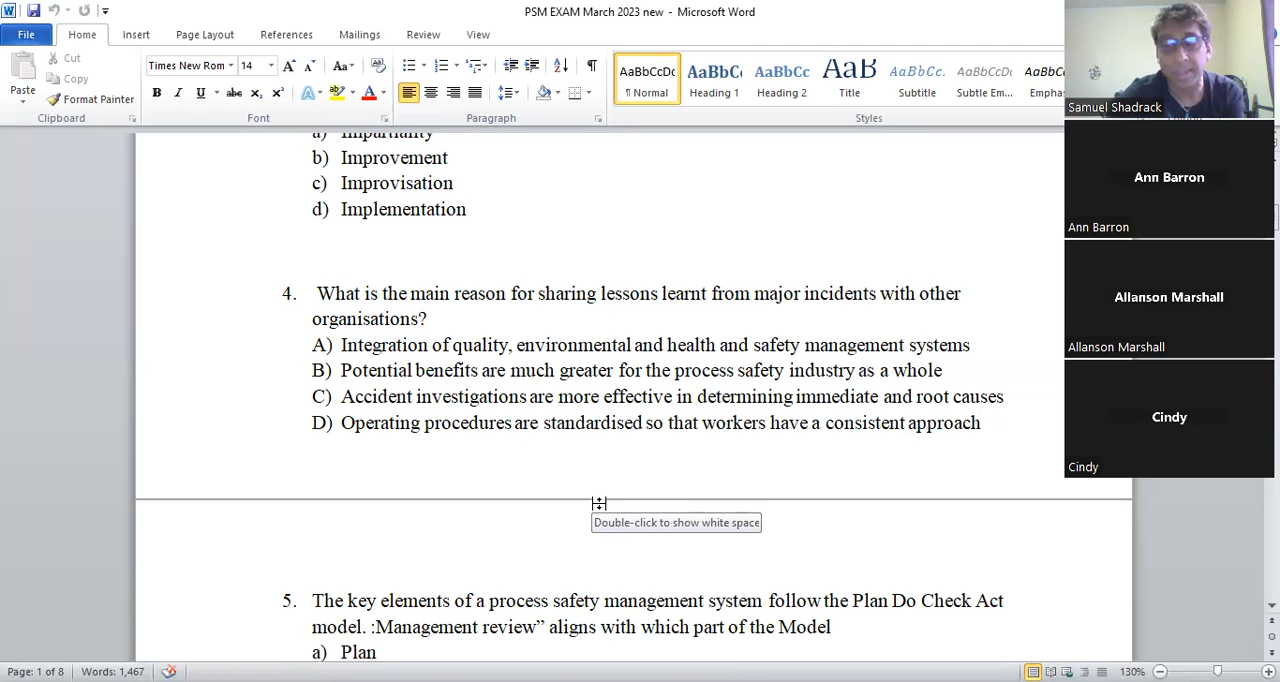 PSM EXAM March 2023 new - Microsoft Word
File Home Insert Page Layout References Mailings Review View
Paste
Cut
Copy
Format Painter
Clipboard
Times New Rom 14
Font
Paragraph
AaBbCcDc AaBbC AaBbCc AaB AaBbCc. AaBbCcDc AaBbCc
¶ Normal Heading 1 Heading 2 Title Subtitle Subtle Em... Empha
Styles
a) Impartiality
b) Improvement
c) Improvisation
d) Implementation
4. What is the main reason for sharing lessons learnt from major incidents with other
organisations?
A) Integration of quality, environmental and health and safety management systems
B) Potential benefits are much greater for the process safety industry as a whole
C) Accident investigations are more effective in determining immediate and root causes
D) Operating procedures are standardised so that workers have a consistent approach
Double-click to show white space
5. The key elements of a process safety management system follow the Plan Do Check Act
model. :Management review” aligns with which part of the Model
a) Plan
Page: 1 of 8 Words: 1,467 130%
Samuel Shadrack
Ann Barron
Ann Barron
Allanson Marshall
Allanson Marshall
Cindy
Cindy